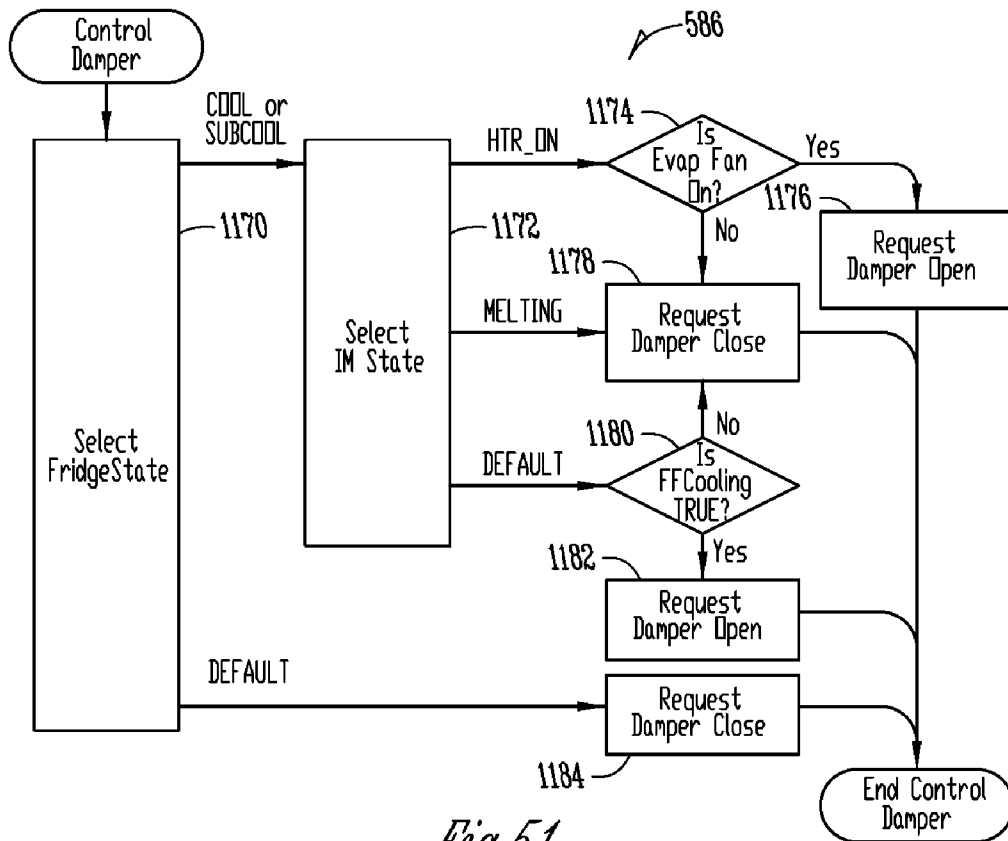 Control
Damper
586
COOL or
SUBCOOL
HTR_ON
1174
Is
Evap Fan
On?
Yes
1176
Request
Damper Open
1170
1172
No
1178
Request
Damper Close
MELTING
Select
IM State
Select
FridgeState
No
1180
Is
FFCooling
TRUE?
DEFAULT
Yes
1182
Request
Damper Open
DEFAULT
Request
Damper Close
1184
End Control
Damper
Fig. 51